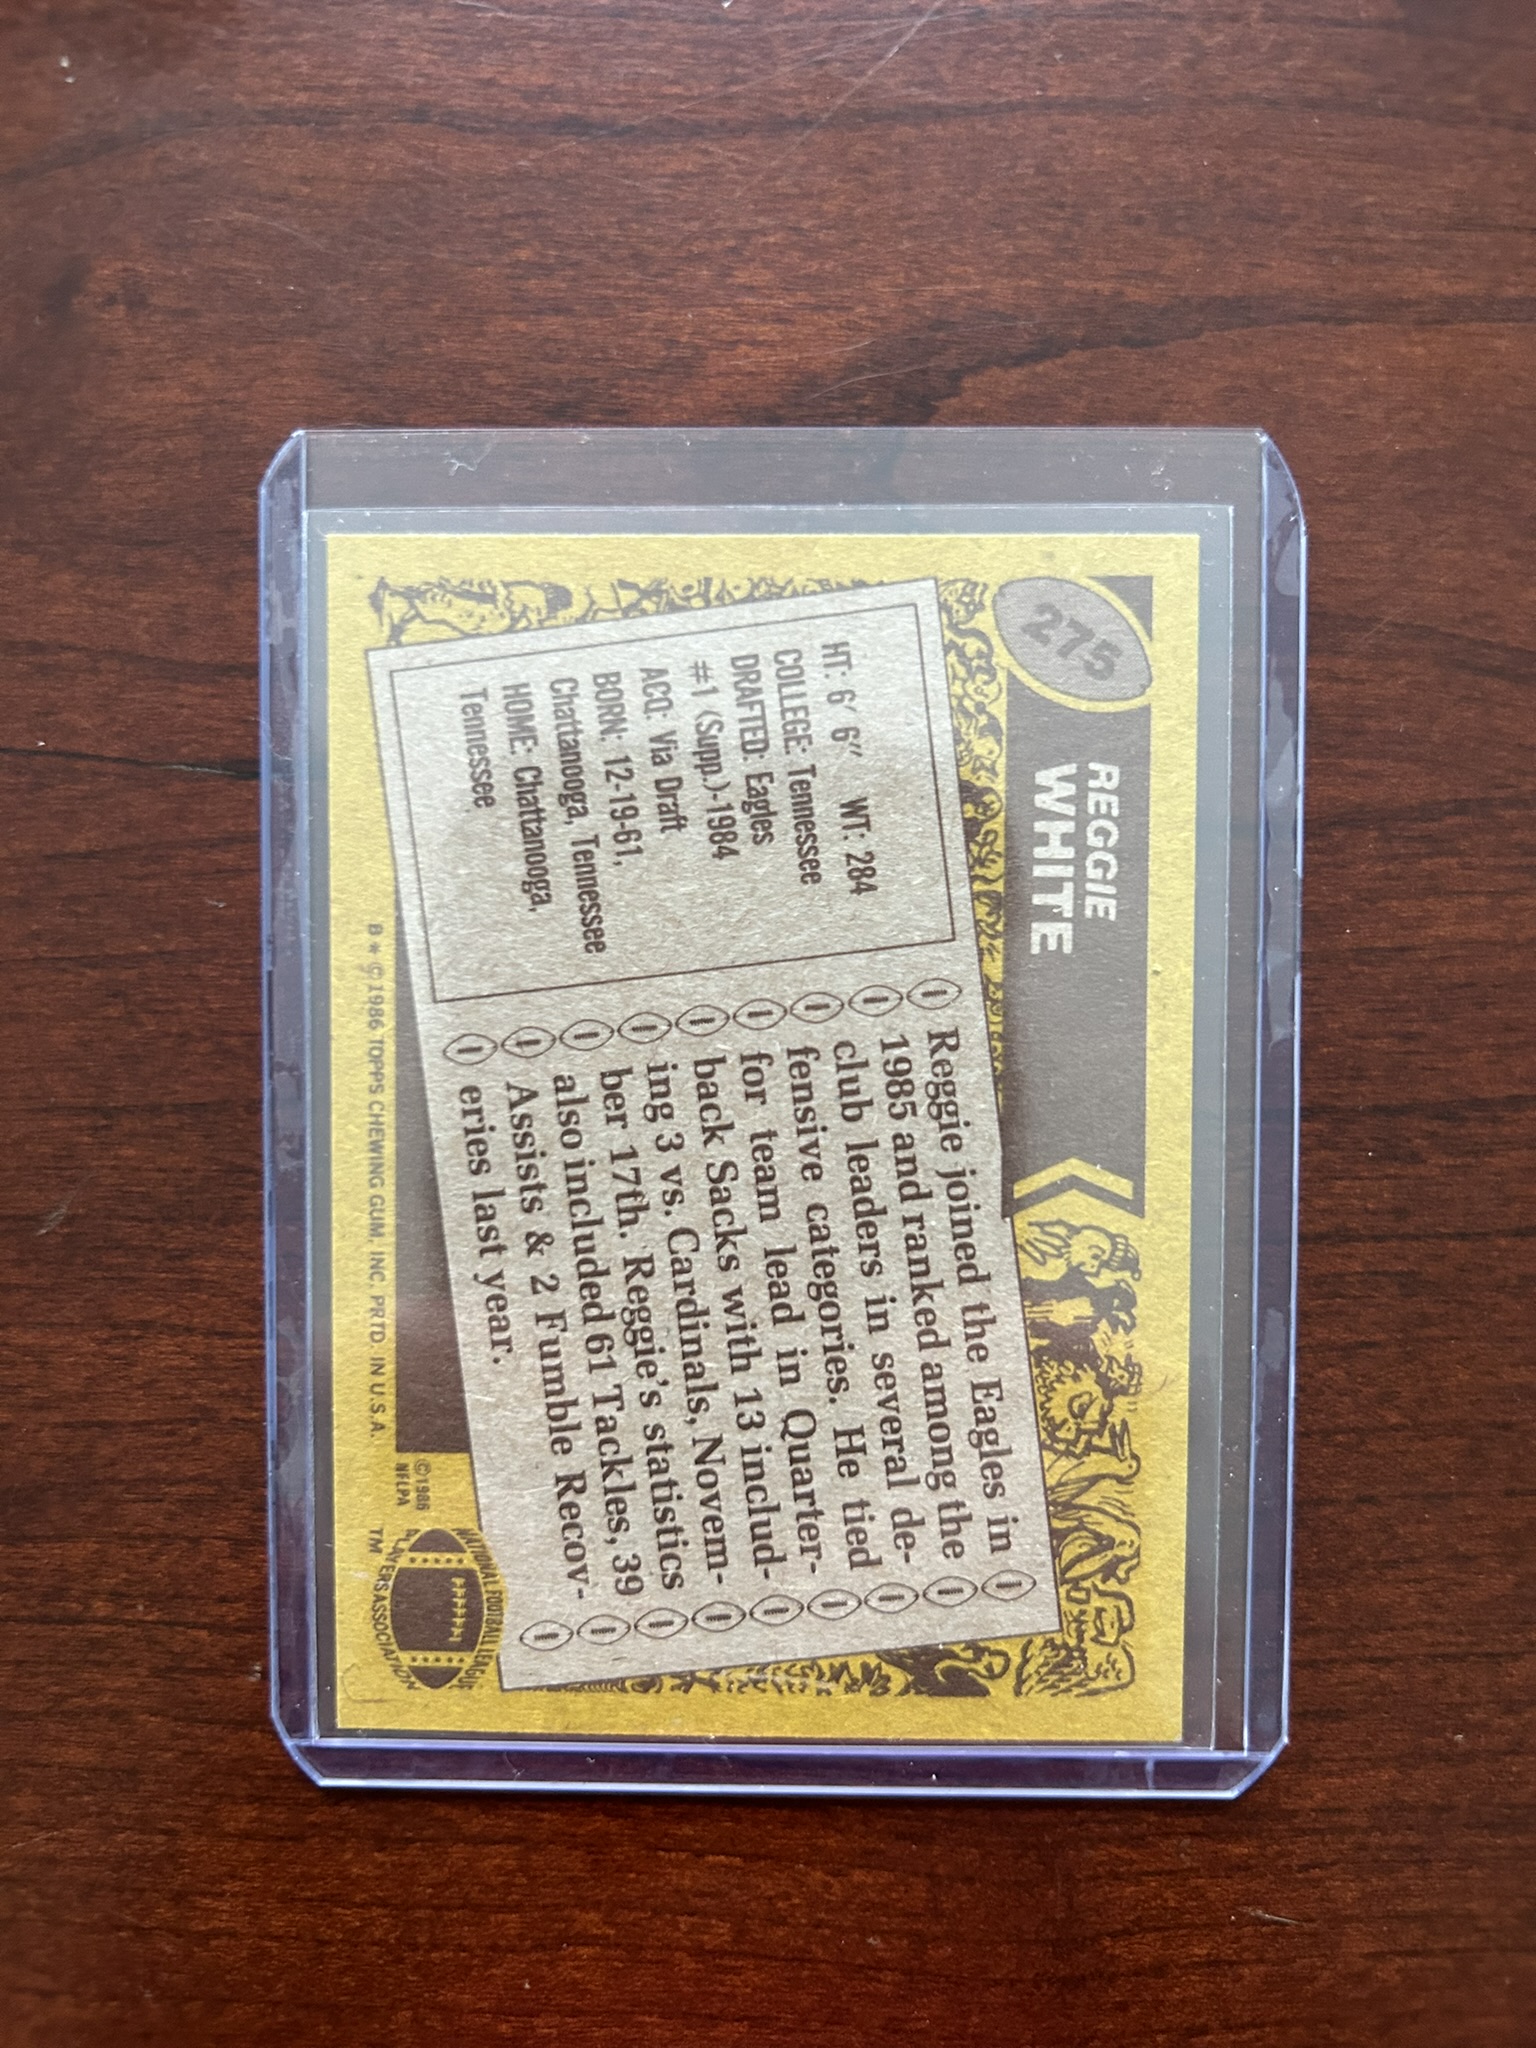 275
REGGIE
WHITE
HT: 6' 6" WT: 284
COLLEGE: Tennessee
DRAFTED: Eagles
#1 (Supp.)-1984
ACQ: Via Draft
BORN: 12-19-61,
Chattanooga, Tennessee
HOME: Chattanooga,
Tennessee
Reggie joined the Eagles in
1985 and ranked among the
club leaders in several de-
fensive categories. He tied
for team lead in Quarter-
back Sacks with 13 includ-
ing 3 vs. Cardinals, Novem-
ber 17th. Reggie's statistics
also included 61 Tackles, 39
Assists & 2 Fumble Recov-
eries last year.
B * © 1986 TOPPS CHEWING GUM, INC. PRTD. IN U.S.A.
© 1986
NFLPA
TM
NATIONAL FOOTBALL LEAGUE
PLAYERS ASSOCIATION